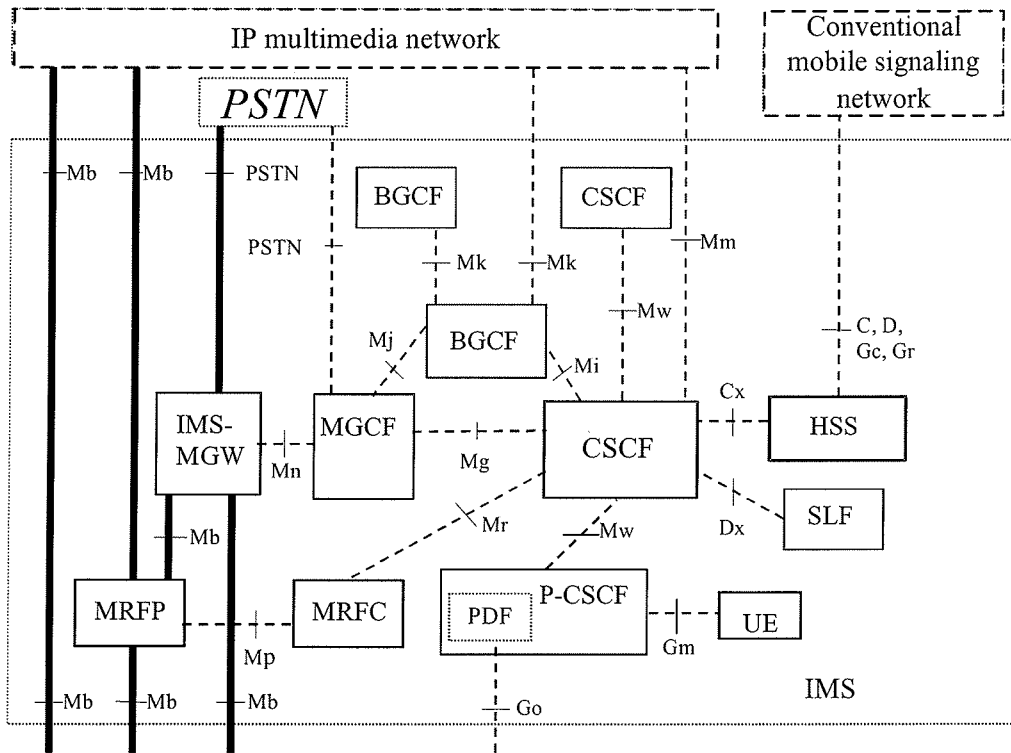 IP multimedia network
Conventional
mobile signaling
network
PSTN
Mb
Mb
PSTN
BGCF
CSCF
PSTN
Mk
Mk
Mm
Mw
C, D,
Gc, Gr
Mj
BGCF
Mi
Cx
IMS-
MGW
Mn
MGCF
Mg
CSCF
HSS
Mr
Mw
Dx
SLF
Mb
MRFP
Mp
MRFC
P-CSCF
PDF
Gm
UE
IMS
Mb
Mb
Mb
Go